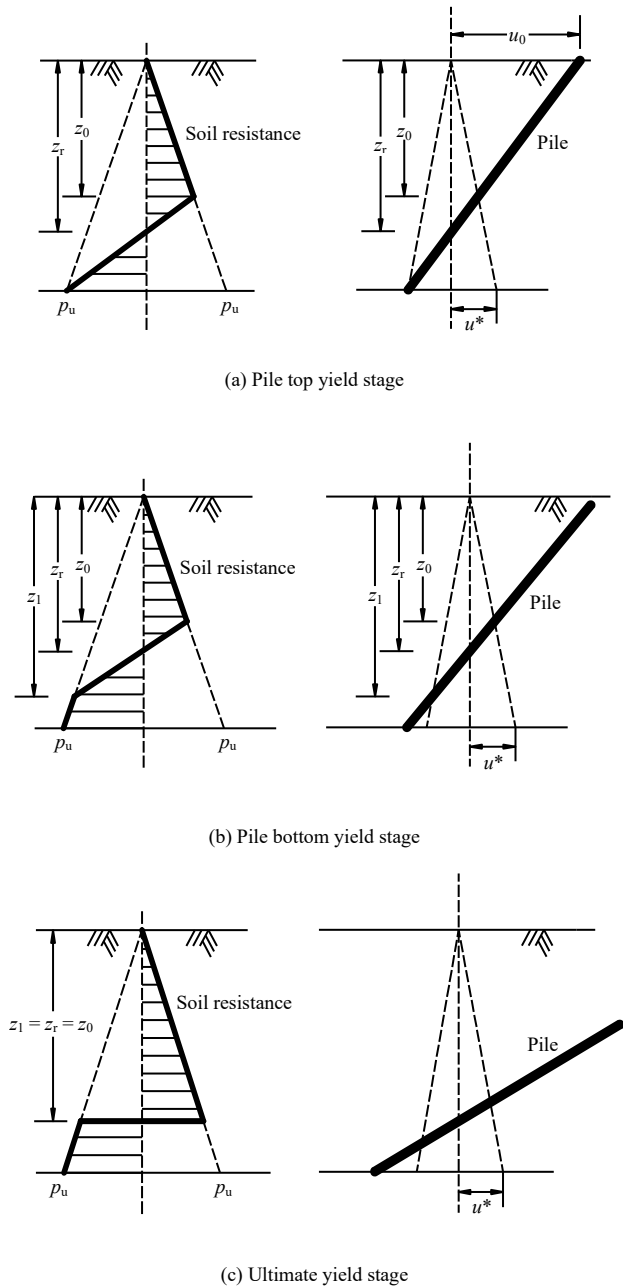 u₀
z₀
zᵣ
Soil resistance
pᵤ
pᵤ
z₀
zᵣ
Pile
u*
(a) Pile top yield stage
z₀
zᵣ
z₁
Soil resistance
pᵤ
pᵤ
z₀
zᵣ
z₁
Pile
u*
(b) Pile bottom yield stage
Soil resistance
z₁ = zᵣ = z₀
pᵤ
pᵤ
Pile
u*
(c) Ultimate yield stage